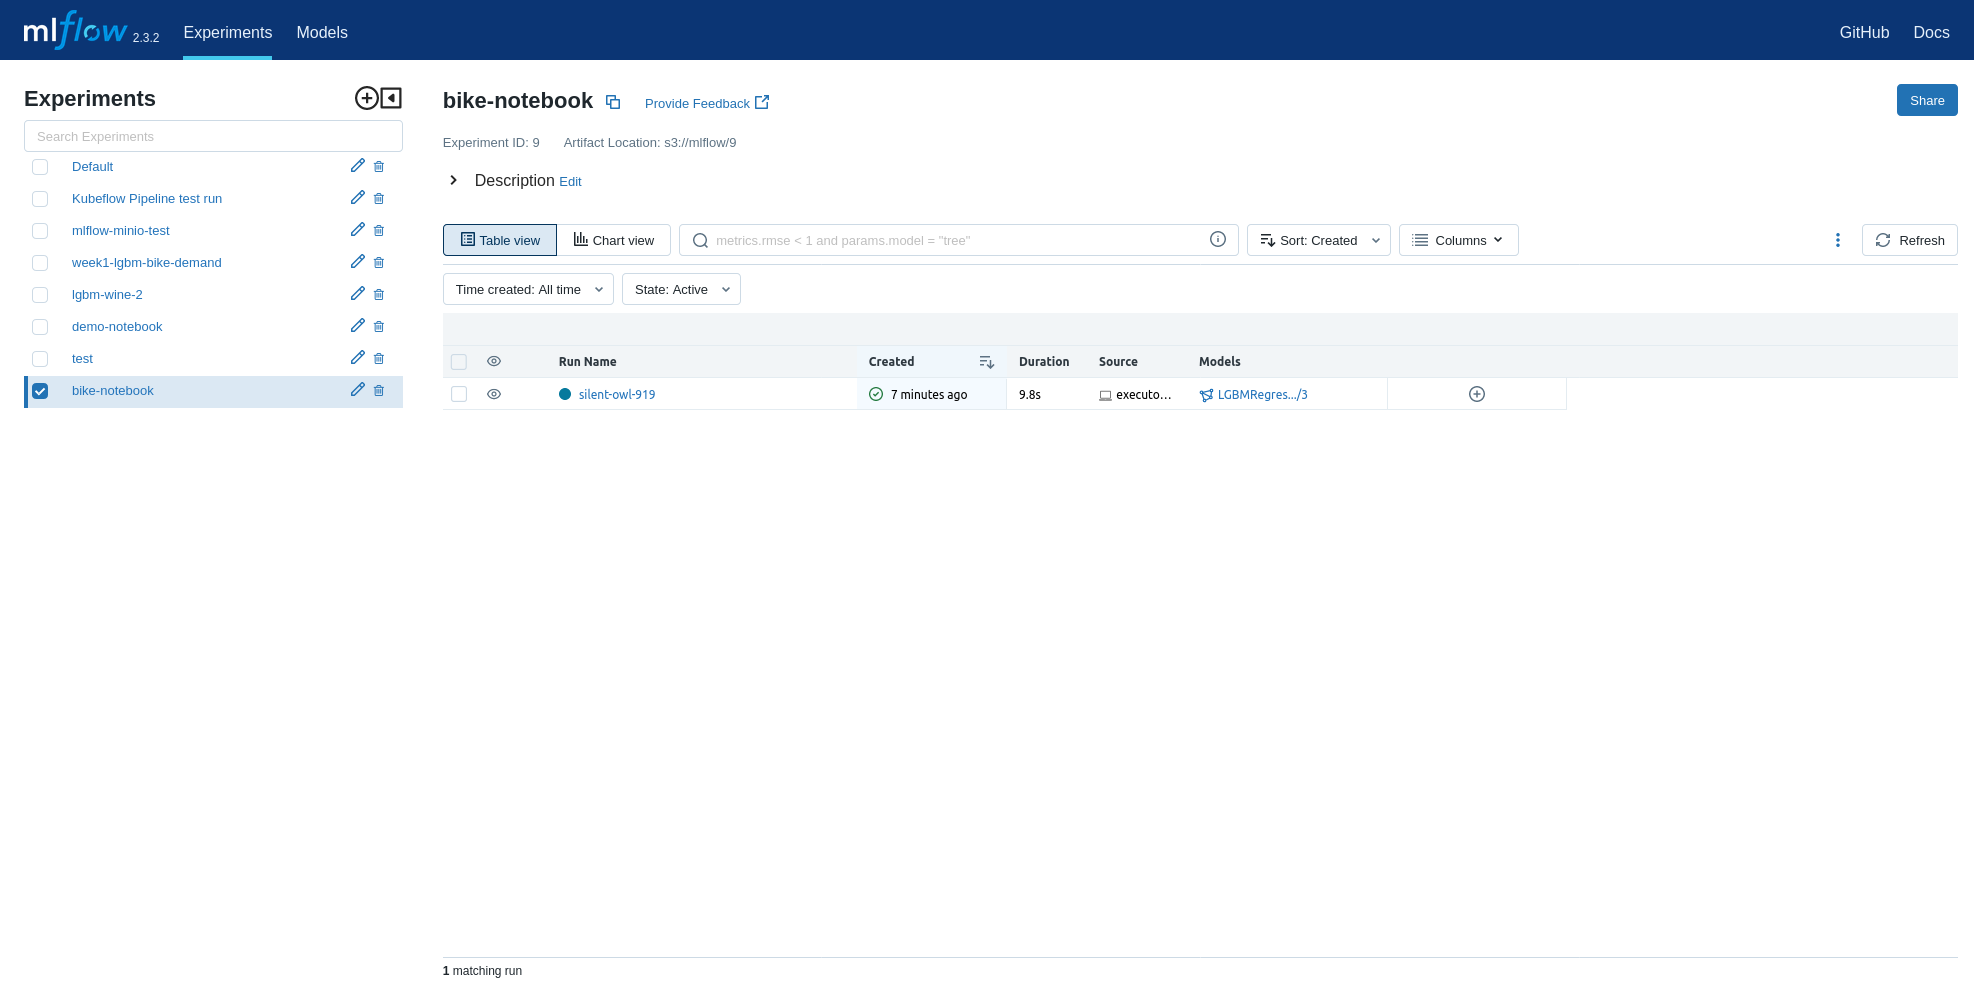 mlflow 2.3.2 Experiments Models GitHub Docs
Experiments
Search Experiments
Default
Kubeflow Pipeline test run
mlflow-minio-test
week1-lgbm-bike-demand
lgbm-wine-2
demo-notebook
test
bike-notebook
bike-notebook Provide Feedback Share
Experiment ID: 9 Artifact Location: s3://mlflow/9
Description Edit
Table view Chart view metrics.rmse < 1 and params.model = "tree" Sort: Created Columns Refresh
Time created: All time State: Active
Run Name Created Duration Source Models
silent-owl-919 7 minutes ago 9.8s executo... LGBMRegres.../3
1 matching run